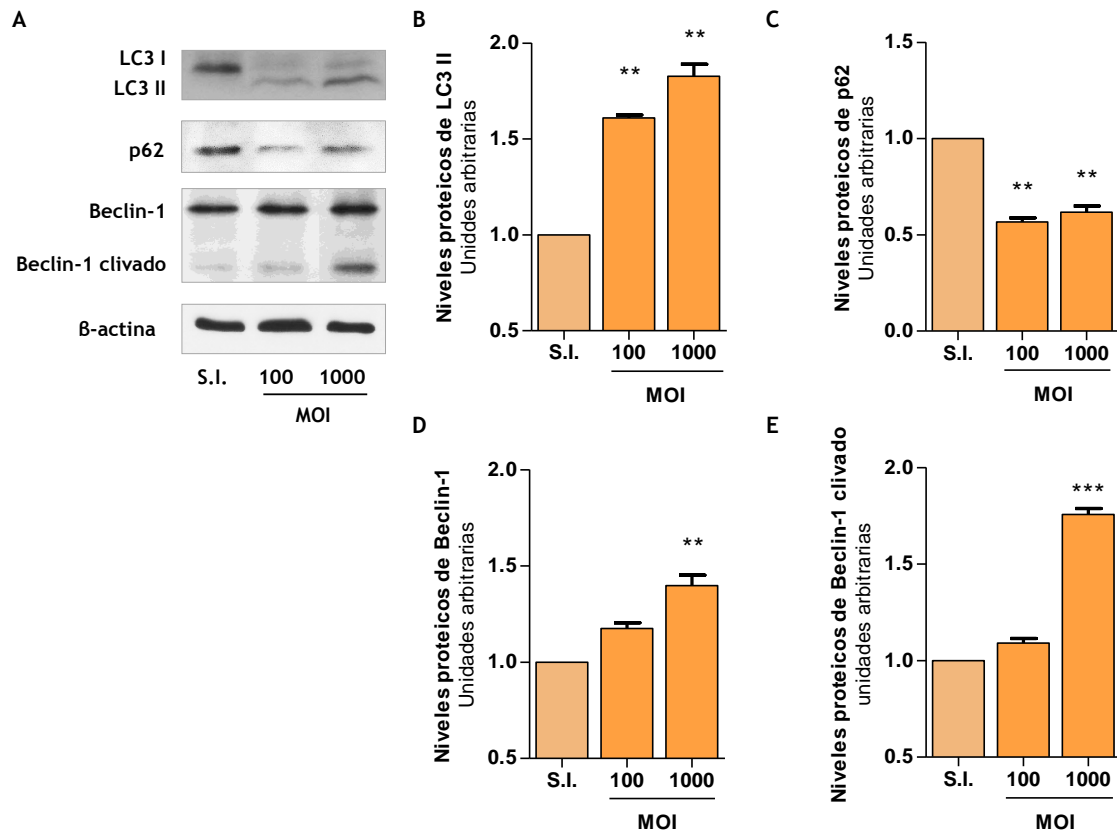 A
LC3 I
LC3 II
p62
Beclin-1
Beclin-1 clivado
ß-actina
S.I. 100 1000
MOI
B
Niveles proteicos de LC3 II
Uniddes arbitrarias
2.0
1.5
1.0
0.5
** **
S.I. 100 1000
MOI
C
Niveles proteicos de p62
Unidades arbitrarias
1.5
1.0
0.5
0.0
** **
S.I. 100 1000
MOI
D
Niveles proteicos de Beclin-1
Unidades arbitrarias
2.0
1.5
1.0
0.5
**
S.I. 100 1000
MOI
E
Niveles proteicos de Beclin-1 clivado
unidades arbitrarias
2.0
1.5
1.0
0.5
***
S.I. 100 1000
MOI